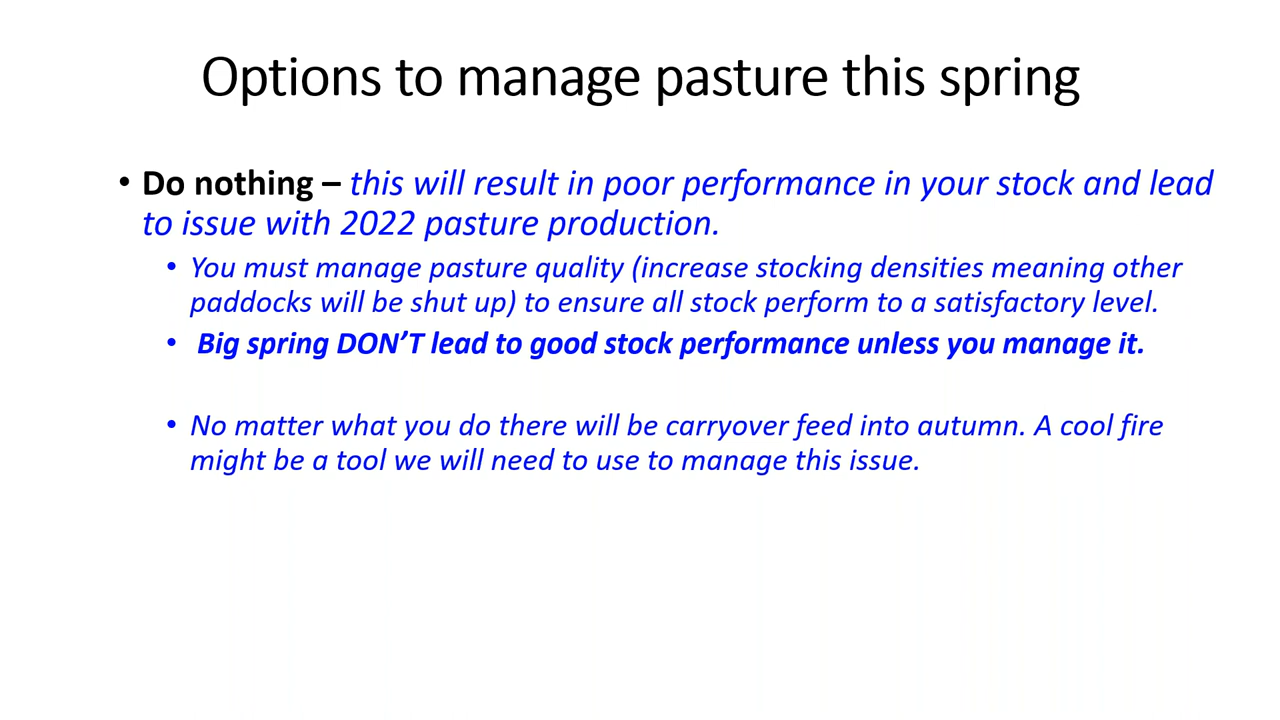 Options to manage pasture this spring
• Do nothing – this will result in poor performance in your stock and lead
to issue with 2022 pasture production.
• You must manage pasture quality (increase stocking densities meaning other
paddocks will be shut up) to ensure all stock perform to a satisfactory level.
• Big spring DON’T lead to good stock performance unless you manage it.
• No matter what you do there will be carryover feed into autumn. A cool fire
might be a tool we will need to use to manage this issue.